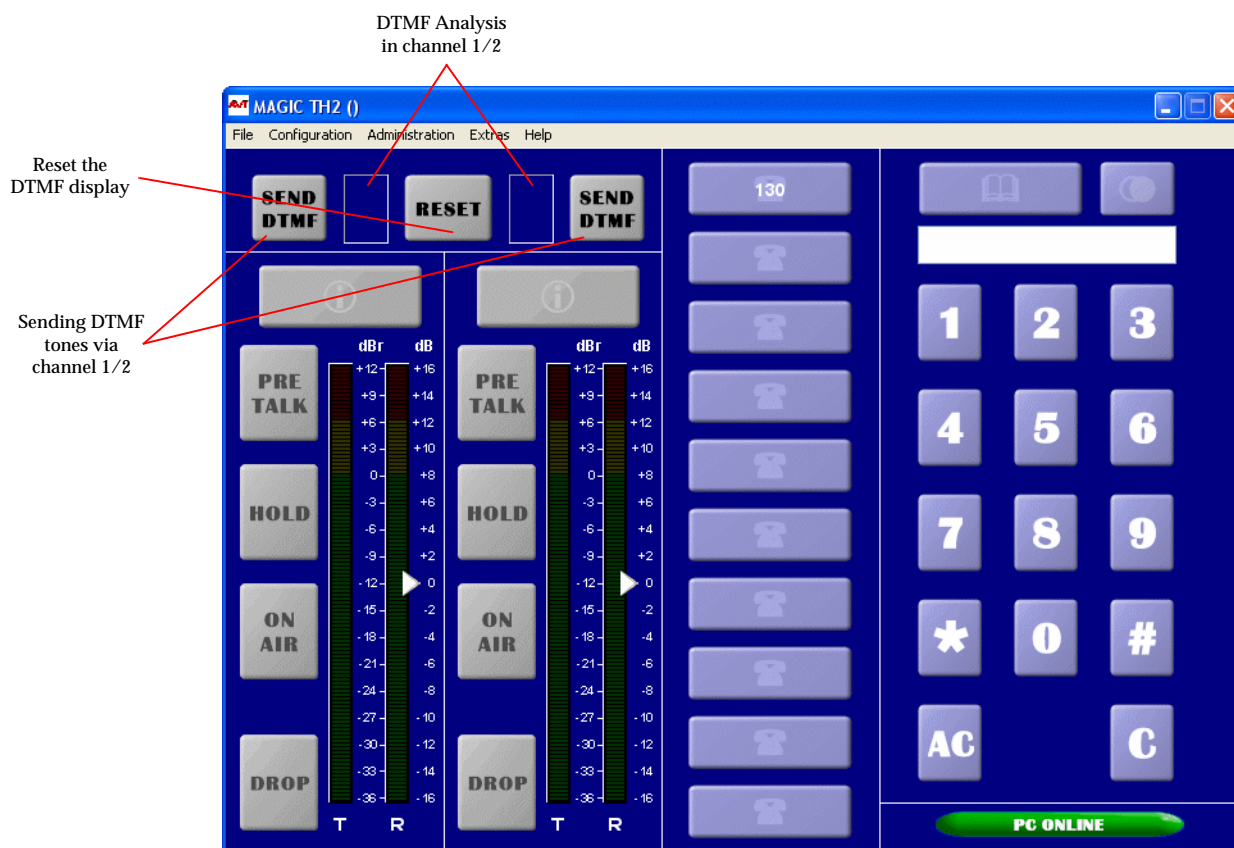 DTMF Analysis
in channel 1/2
AVT MAGIC TH2 ()
File Configuration Administration Extras Help
Reset the
DTMF display
SEND
DTMF
RESET
SEND
DTMF
130
Sending DTMF
tones via
channel 1/2
dBr dB dBr dB
PRE
TALK
HOLD
ON
AIR
DROP
+12 +16
+9 +14
+6 +12
+3 +10
0 +8
-3 +6
-6 +4
-9 +2
-12 0
-15 -2
-18 -4
-21 -6
-24 -8
-27 -10
-30 -12
-33 -14
-36 -16
T R
PRE
TALK
HOLD
ON
AIR
DROP
+12 +16
+9 +14
+6 +12
+3 +10
0 +8
-3 +6
-6 +4
-9 +2
-12 0
-15 -2
-18 -4
-21 -6
-24 -8
-27 -10
-30 -12
-33 -14
-36 -16
T R
1 2 3
4 5 6
7 8 9
* 0 #
AC C
PC ONLINE